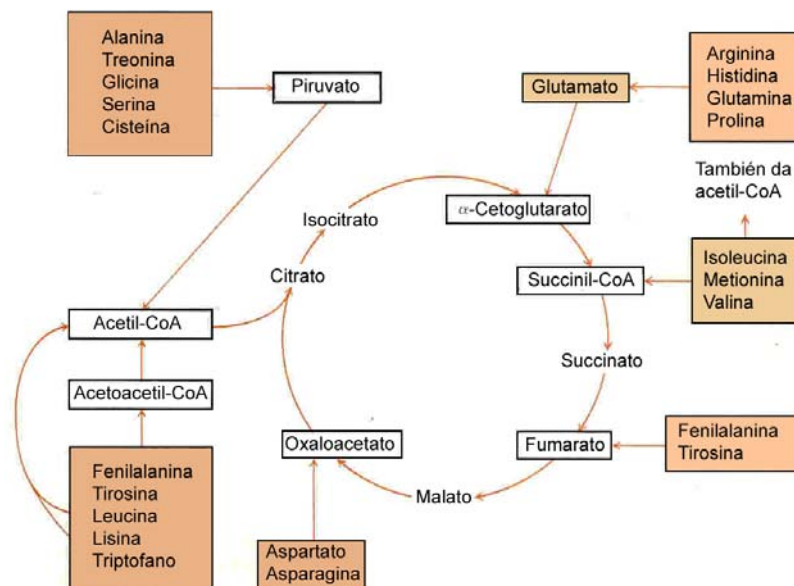 Alanina
Treonina
Glicina
Serina
Cisteína
Piruvato
Glutamato
Arginina
Histidina
Glutamina
Prolina
También da
acetil-CoA
Isocitrato
α-Cetoglutarato
Citrato
Succinil-CoA
Isoleucina
Metionina
Valina
Acetil-CoA
Succinato
Acetoacetil-CoA
Oxaloacetato
Fumarato
Fenilalanina
Tirosina
Malato
Fenilalanina
Tirosina
Leucina
Lisina
Triptofano
Aspartato
Asparagina